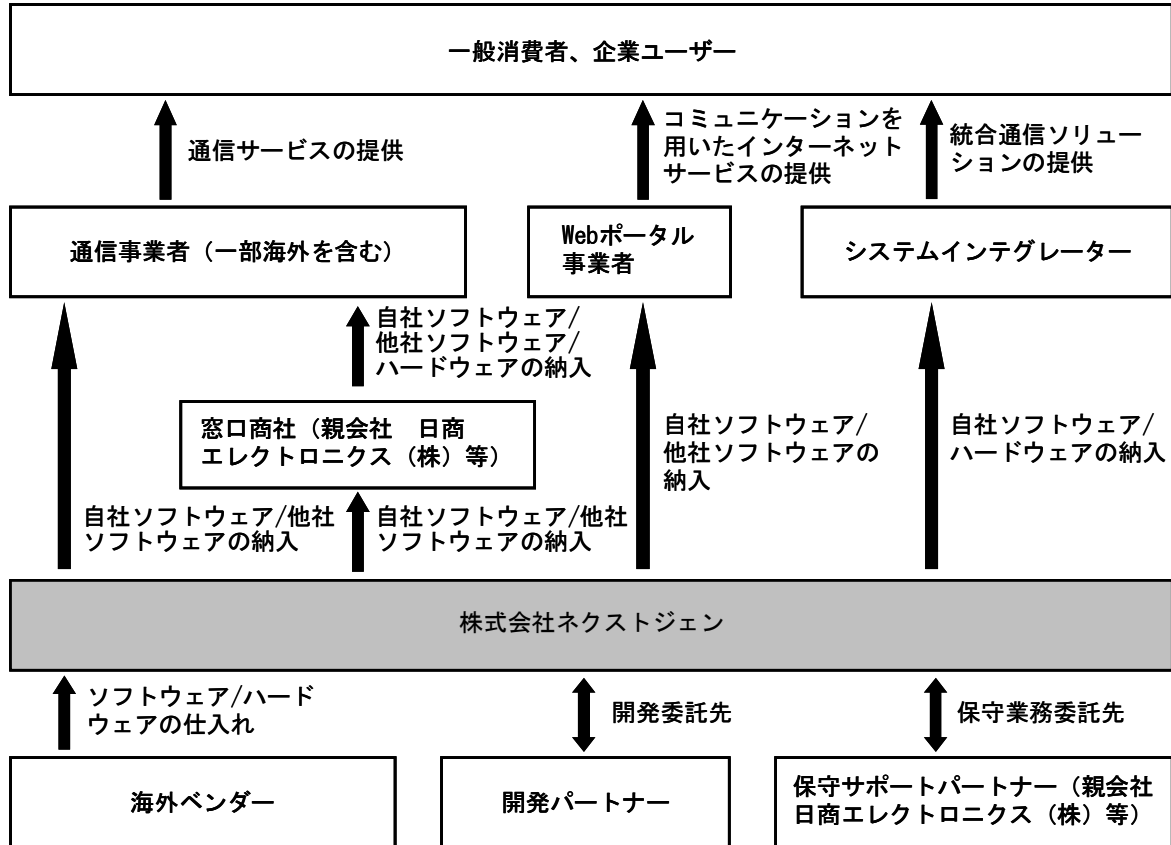 一般消費者、企業ユーザー
通信サービスの提供
コミュニケーションを
用いたインターネット
サービスの提供
統合通信ソリュー
ションの提供
通信事業者（一部海外を含む）
Webポータル
事業者
システムインテグレーター
自社ソフトウェア/
他社ソフトウェア/
ハードウェアの納入
窓口商社（親会社　日商
エレクトロニクス（株）等）
自社ソフトウェア/他社
ソフトウェアの納入
自社ソフトウェア/他社
ソフトウェアの納入
自社ソフトウェア/
他社ソフトウェアの
納入
自社ソフトウェア/
ハードウェアの納入
株式会社ネクストジェン
ソフトウェア/ハード
ウェアの仕入れ
開発委託先
保守業務委託先
海外ベンダー
開発パートナー
保守サポートパートナー（親会社
日商エレクトロニクス（株）等）